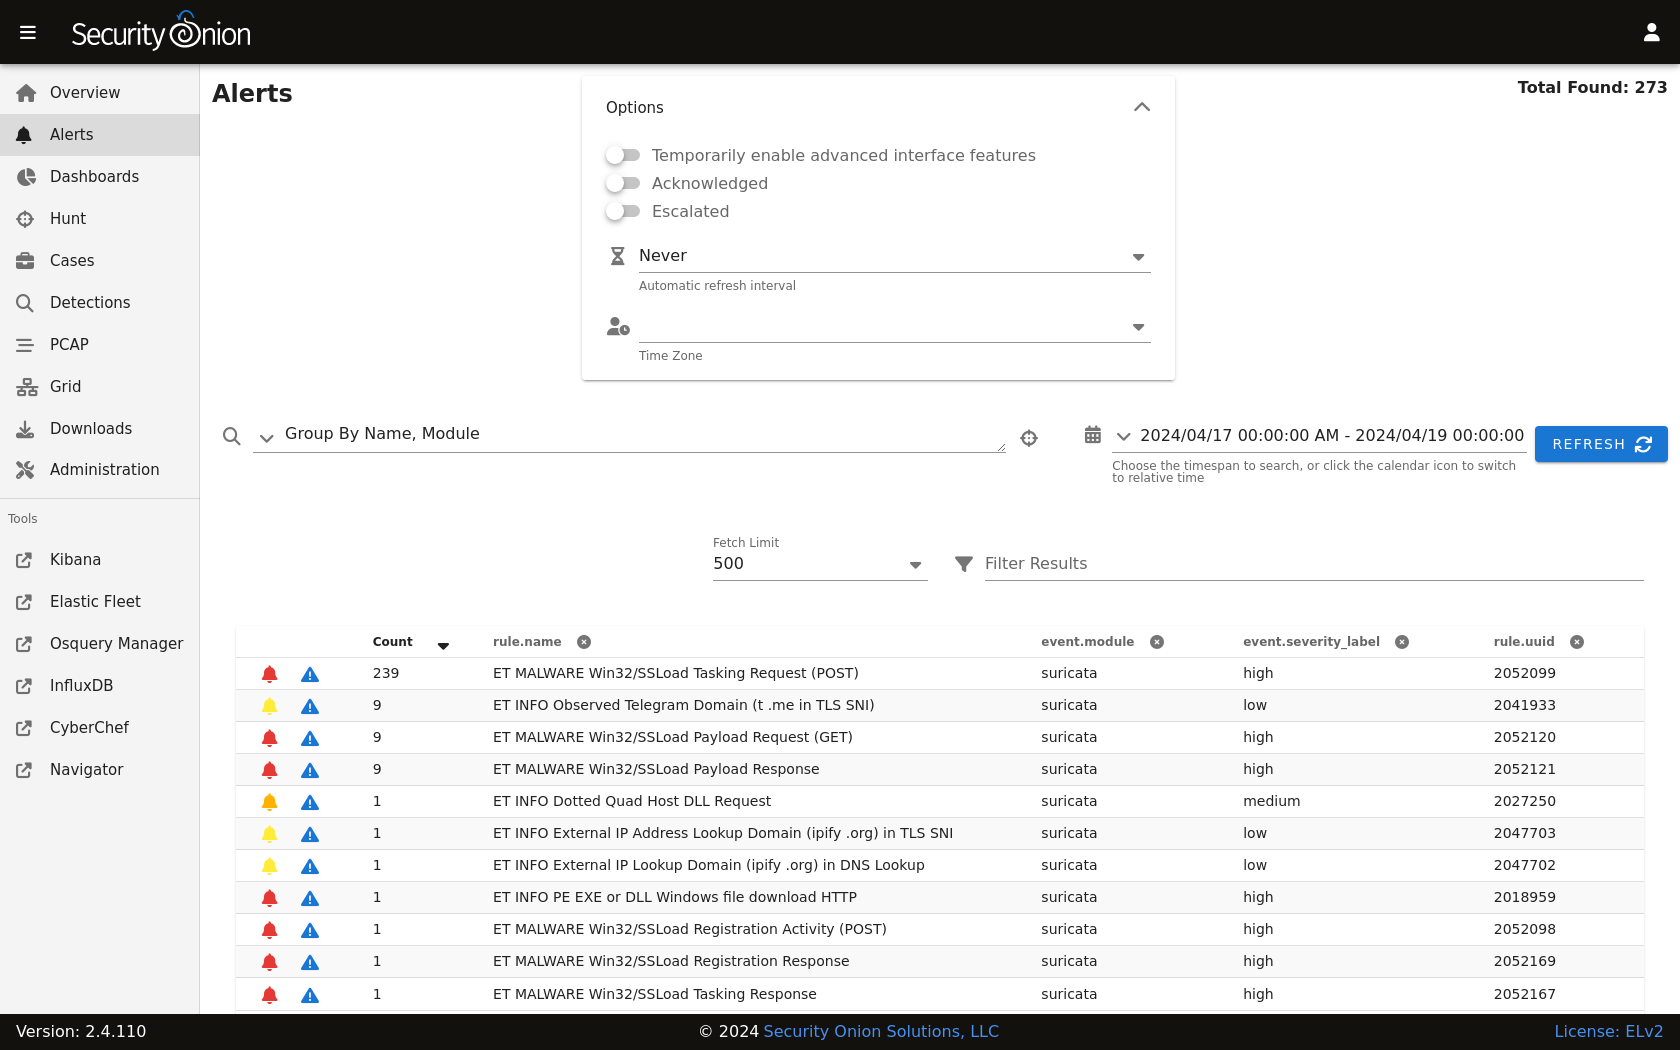 Security Onion
Overview
Alerts
Dashboards
Hunt
Cases
Detections
PCAP
Grid
Downloads
Administration
Tools
Kibana
Elastic Fleet
Osquery Manager
InfluxDB
CyberChef
Navigator
Alerts
Total Found: 273
Options
Temporarily enable advanced interface features
Acknowledged
Escalated
Never
Automatic refresh interval
Time Zone
Group By Name, Module
2024/04/17 00:00:00 AM - 2024/04/19 00:00:00
REFRESH
Choose the timespan to search, or click the calendar icon to switch
to relative time
Fetch Limit
500
Filter Results
Count rule.name event.module event.severity_label rule.uuid
239 ET MALWARE Win32/SSLoad Tasking Request (POST) suricata high 2052099
9 ET INFO Observed Telegram Domain (t .me in TLS SNI) suricata low 2041933
9 ET MALWARE Win32/SSLoad Payload Request (GET) suricata high 2052120
9 ET MALWARE Win32/SSLoad Payload Response suricata high 2052121
1 ET INFO Dotted Quad Host DLL Request suricata medium 2027250
1 ET INFO External IP Address Lookup Domain (ipify .org) in TLS SNI suricata low 2047703
1 ET INFO External IP Lookup Domain (ipify .org) in DNS Lookup suricata low 2047702
1 ET INFO PE EXE or DLL Windows file download HTTP suricata high 2018959
1 ET MALWARE Win32/SSLoad Registration Activity (POST) suricata high 2052098
1 ET MALWARE Win32/SSLoad Registration Response suricata high 2052169
1 ET MALWARE Win32/SSLoad Tasking Response suricata high 2052167
Version: 2.4.110
© 2024 Security Onion Solutions, LLC
License: ELv2